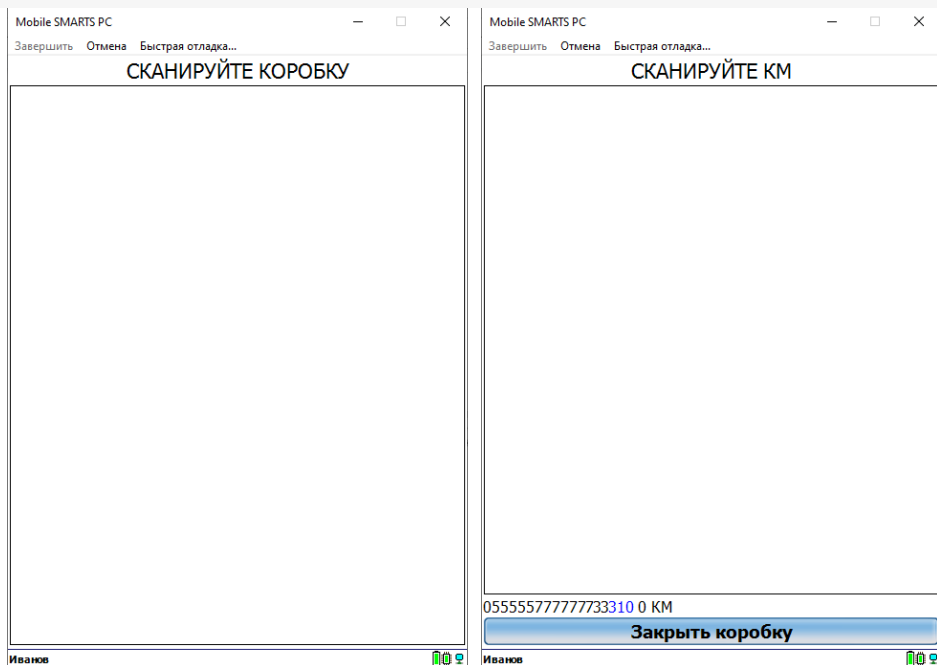 Mobile SMARTS PC
Завершить Отмена Быстрая отладка...
СКАНИРУЙТЕ КОРОБКУ
Иванов
Mobile SMARTS PC
Завершить Отмена Быстрая отладка...
СКАНИРУЙТЕ КМ
055555777777733310 0 КМ
Закрыть коробку
Иванов